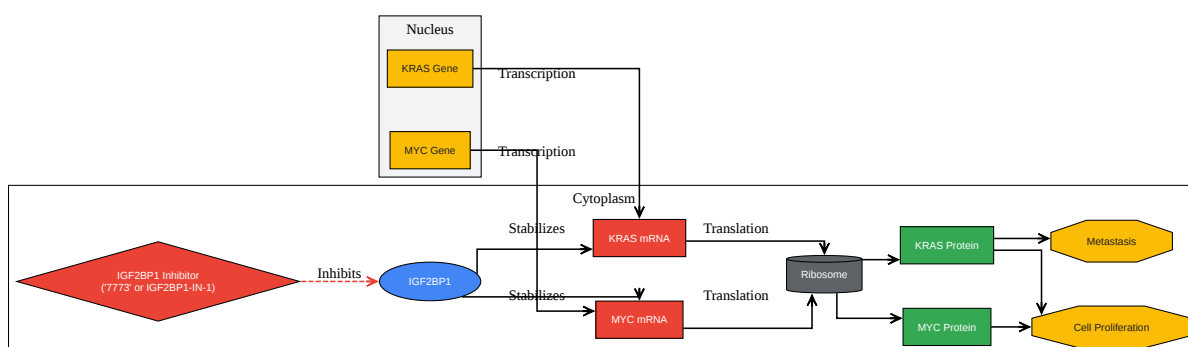 Nucleus
KRAS Gene
Transcription
MYC Gene
Transcription
Cytoplasm
Stabilizes
KRAS mRNA
Translation
KRAS Protein
Metastasis
IGF2BP1 Inhibitor
('7773' or IGF2BP1-IN-1)
Inhibits
IGF2BP1
Ribosome
Stabilizes
MYC mRNA
Translation
MYC Protein
Cell Proliferation